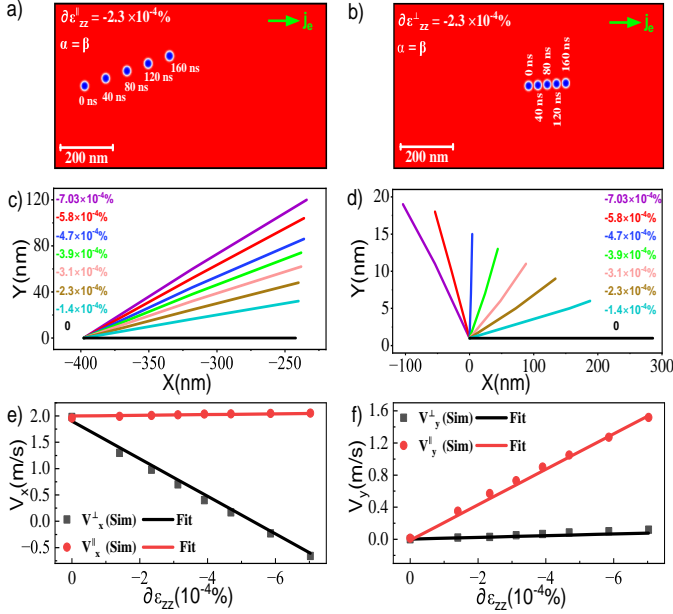 a)
∂ε∥zz = -2.3×10⁻⁴%
jₑ
α = β
0 ns
40 ns
80 ns
120 ns
160 ns
200 nm
b)
∂ε⊥zz = -2.3×10⁻⁴%
jₑ
α = β
0 ns
80 ns
160 ns
40 ns
120 ns
200 nm
c)
-7.03×10⁻⁴%
-5.8×10⁻⁴%
-4.7×10⁻⁴%
-3.9×10⁻⁴%
-3.1×10⁻⁴%
-2.3×10⁻⁴%
-1.4×10⁻⁴%
0
Y(nm)
120
80
40
0
−400 −350 −300 −250
X(nm)
d)
-7.03×10⁻⁴%
-5.8×10⁻⁴%
-4.7×10⁻⁴%
-3.9×10⁻⁴%
-3.1×10⁻⁴%
-2.3×10⁻⁴%
-1.4×10⁻⁴%
0
Y(nm)
20
15
10
5
0
−100 0 100 200 300
X(nm)
e)
Vₓ(m/s)
2.0
1.5
1.0
0.5
0.0
−0.5
V⊥x (Sim) Fit
V∥x (Sim) Fit
0 −2 −4 −6
∂εzz(10⁻⁴%)
f)
V⊥y (Sim) Fit
V∥y (Sim) Fit
Vy(m/s)
1.6
1.2
0.8
0.4
0.0
0 −2 −4 −6
∂εzz(10⁻⁴%)